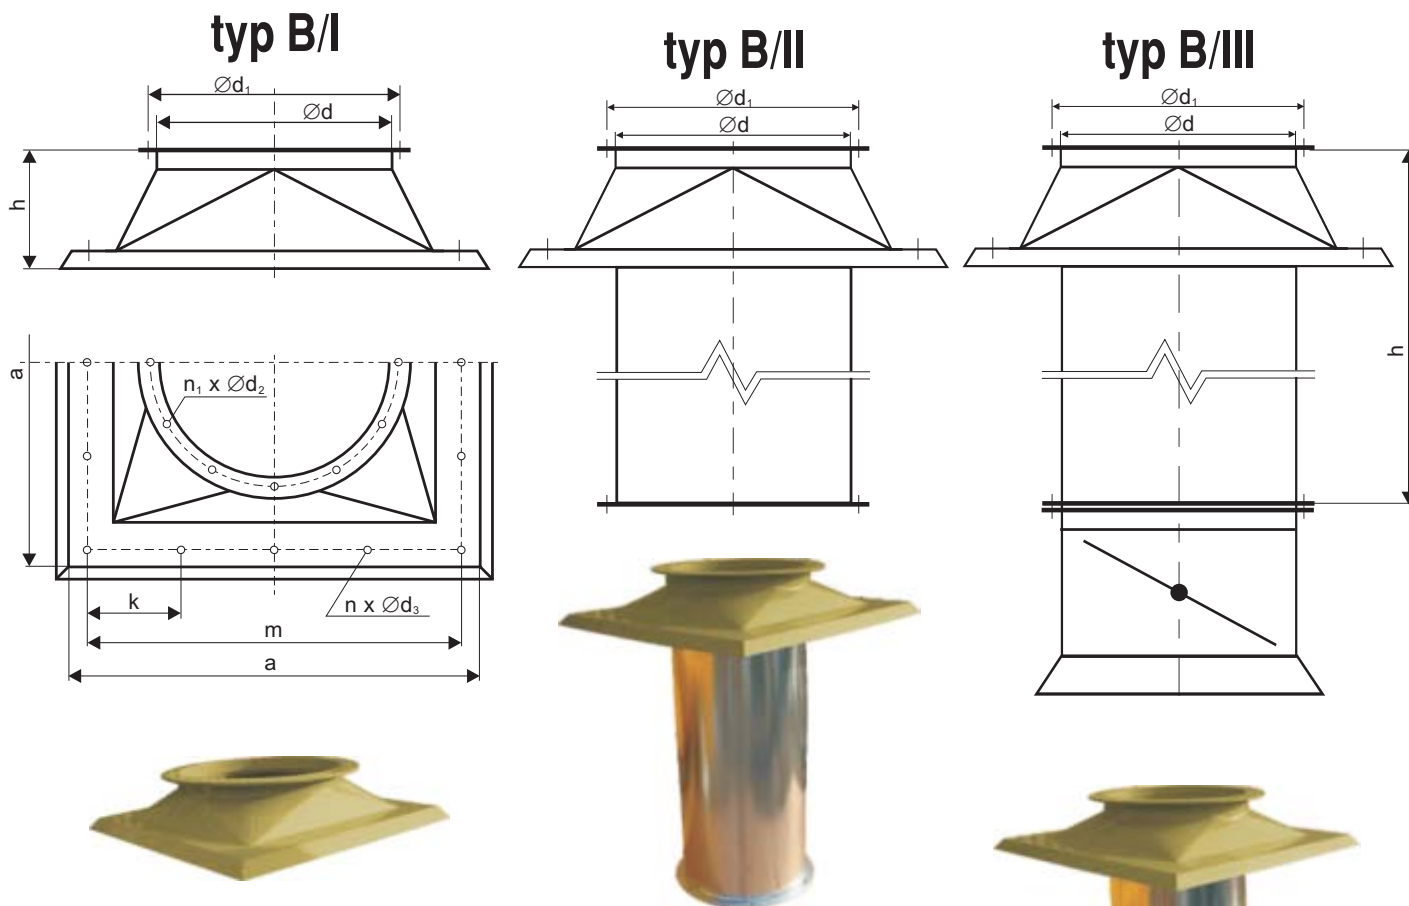 typ B/I
Ød₁
Ød
h
a
n₁ x Ød₂
k
n x Ød₃
m
a
typ B/II
Ød₁
Ød
typ B/III
Ød₁
Ød
h